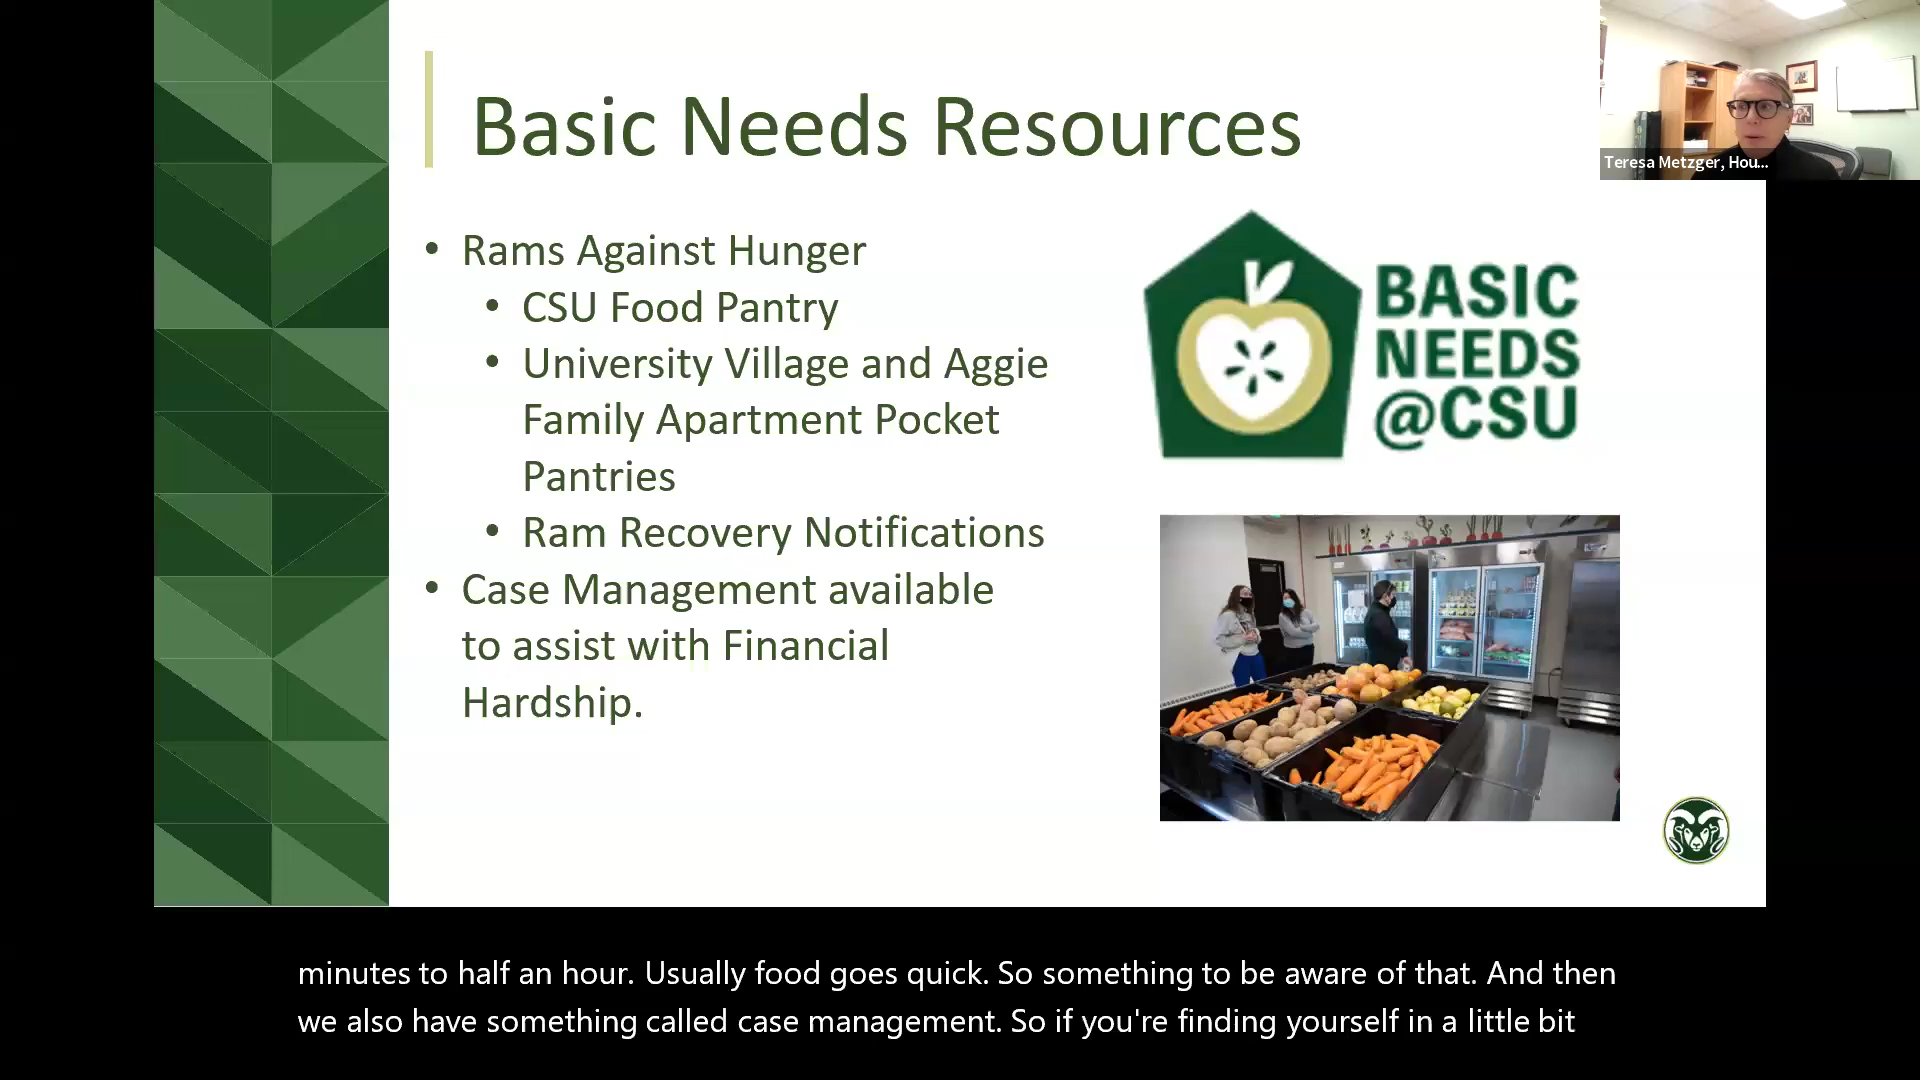 Basic Needs Resources
Teresa Metzger, Hou...
• Rams Against Hunger
• CSU Food Pantry
• University Village and Aggie
Family Apartment Pocket
Pantries
• Ram Recovery Notifications
• Case Management available
to assist with Financial
Hardship.
BASIC
NEEDS
@CSU
minutes to half an hour. Usually food goes quick. So something to be aware of that. And then
we also have something called case management. So if you're finding yourself in a little bit